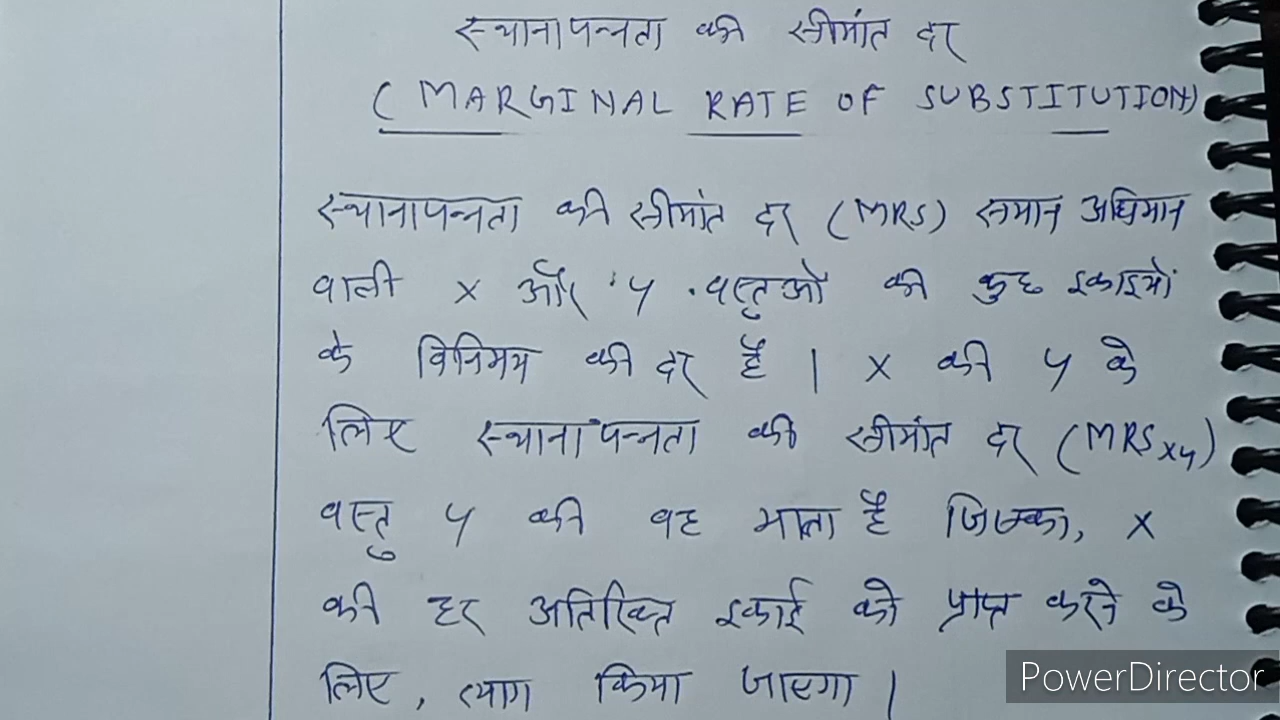 स्थानापन्नता की सीमांत दर
(MARGINAL RATE OF SUBSTITUTION)
स्थानापन्नता की सीमांत दर (MRS) समान अधिमान
वाली x और 'y . वस्तुओं की कुछ इकाइयों
के विनिमय की दर है । x की y के
लिए स्थानापन्नता की सीमांत दर (MRSxy)
वस्तु y की वह मात्रा है जिसका, x
की हर अतिरिक्त इकाई को प्राप्त करने के
लिए, त्याग किया जाएगा ।
PowerDirector